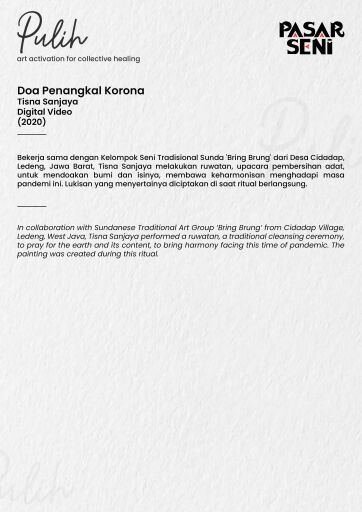 Pulih
PASAR
SENI
art activation for collective healing
Doa Penangkal Korona
Tisna Sanjaya
Digital Video
(2020)
Bekerja sama dengan Kelompok Seni Tradisional Sunda 'Bring Brung' dari Desa Cidadap,
Ledeng, Jawa Barat, Tisna Sanjaya melakukan ruwatan, upacara pembersihan adat,
untuk mendoakan bumi dan isinya, membawa keharmonisan menghadapi masa
pandemi ini. Lukisan yang menyertainya diciptakan di saat ritual berlangsung.
In collaboration with Sundanese Traditional Art Group 'Bring Brung' from Cidadap Village,
Ledeng, West Java, Tisna Sanjaya performed a ruwatan, a traditional cleansing ceremony,
to pray for the earth and its content, to bring harmony facing this time of pandemic. The
painting was created during this ritual.
Pulih